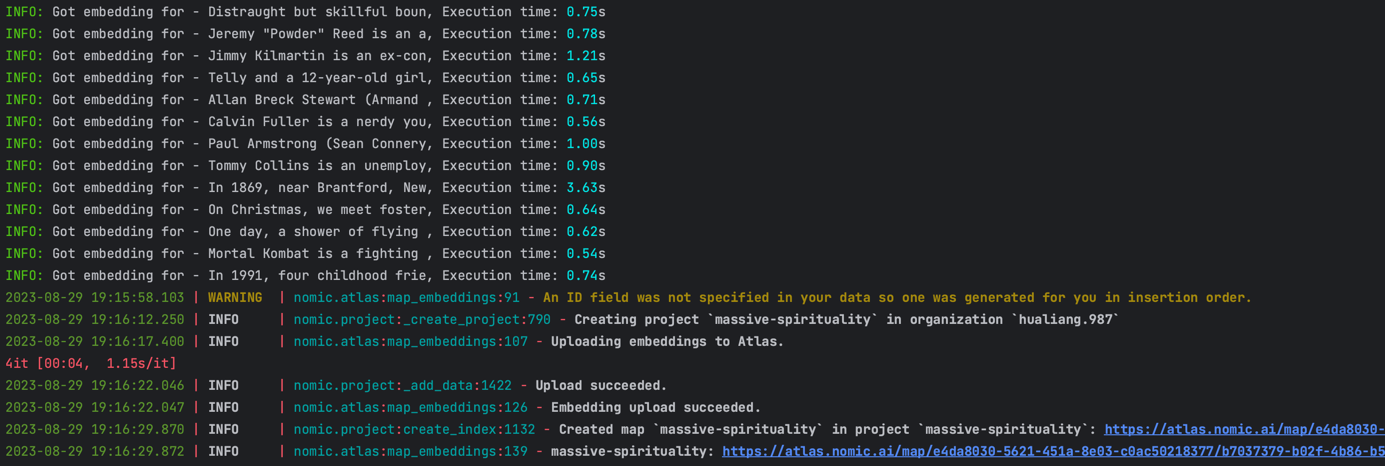 INFO: Got embedding for - Distraught but skillful boun, Execution time: 0.75s
INFO: Got embedding for - Jeremy "Powder" Reed is an a, Execution time: 0.78s
INFO: Got embedding for - Jimmy Kilmartin is an ex-con, Execution time: 1.21s
INFO: Got embedding for - Telly and a 12-year-old girl, Execution time: 0.65s
INFO: Got embedding for - Allan Breck Stewart (Armand , Execution time: 0.71s
INFO: Got embedding for - Calvin Fuller is a nerdy you, Execution time: 0.56s
INFO: Got embedding for - Paul Armstrong (Sean Connery, Execution time: 1.00s
INFO: Got embedding for - Tommy Collins is an unemploy, Execution time: 0.90s
INFO: Got embedding for - In 1869, near Brantford, New, Execution time: 3.63s
INFO: Got embedding for - On Christmas, we meet foster, Execution time: 0.64s
INFO: Got embedding for - One day, a shower of flying , Execution time: 0.62s
INFO: Got embedding for - Mortal Kombat is a fighting , Execution time: 0.54s
INFO: Got embedding for - In 1991, four childhood frie, Execution time: 0.74s
2023-08-29 19:15:58.103 | WARNING  | nomic.atlas:map_embeddings:91 - An ID field was not specified in your data so one was generated for you in insertion order.
2023-08-29 19:16:12.250 | INFO     | nomic.project:_create_project:790 - Creating project `massive-spirituality` in organization `hualiang.987`
2023-08-29 19:16:17.400 | INFO     | nomic.atlas:map_embeddings:107 - Uploading embeddings to Atlas.
4it [00:04,  1.15s/it]
2023-08-29 19:16:22.046 | INFO     | nomic.project:_add_data:1422 - Upload succeeded.
2023-08-29 19:16:22.047 | INFO     | nomic.atlas:map_embeddings:126 - Embedding upload succeeded.
2023-08-29 19:16:29.870 | INFO     | nomic.project:create_index:1132 - Created map `massive-spirituality` in project `massive-spirituality`: https://atlas.nomic.ai/map/e4da8030-
2023-08-29 19:16:29.872 | INFO     | nomic.atlas:map_embeddings:139 - massive-spirituality: https://atlas.nomic.ai/map/e4da8030-5621-451a-8e03-c0ac50218377/b7037379-b02f-4b86-b5